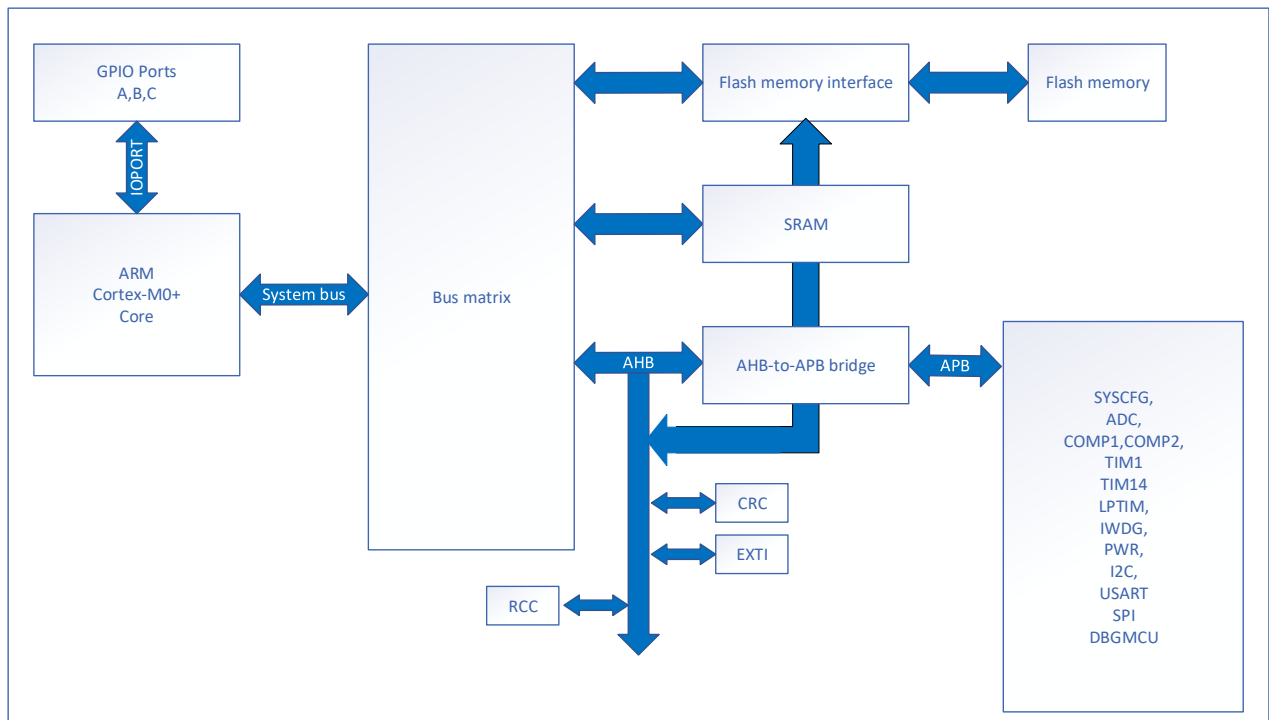 GPIO Ports
A,B,C
IOPORT
ARM
Cortex-M0+
Core
System bus
Bus matrix
Flash memory interface
Flash memory
SRAM
AHB
AHB-to-APB bridge
APB
SYSCFG,
ADC,
COMP1,COMP2,
TIM1
TIM14
LPTIM,
IWDG,
PWR,
I2C,
USART
SPI
DBGMCU
CRC
EXTI
RCC